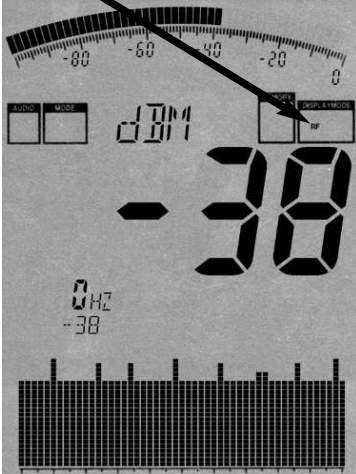 -80 -60 -40 -20 0
AUDIO MODE DISPLAYMODE
dBM RF
-38
0HZ
-38